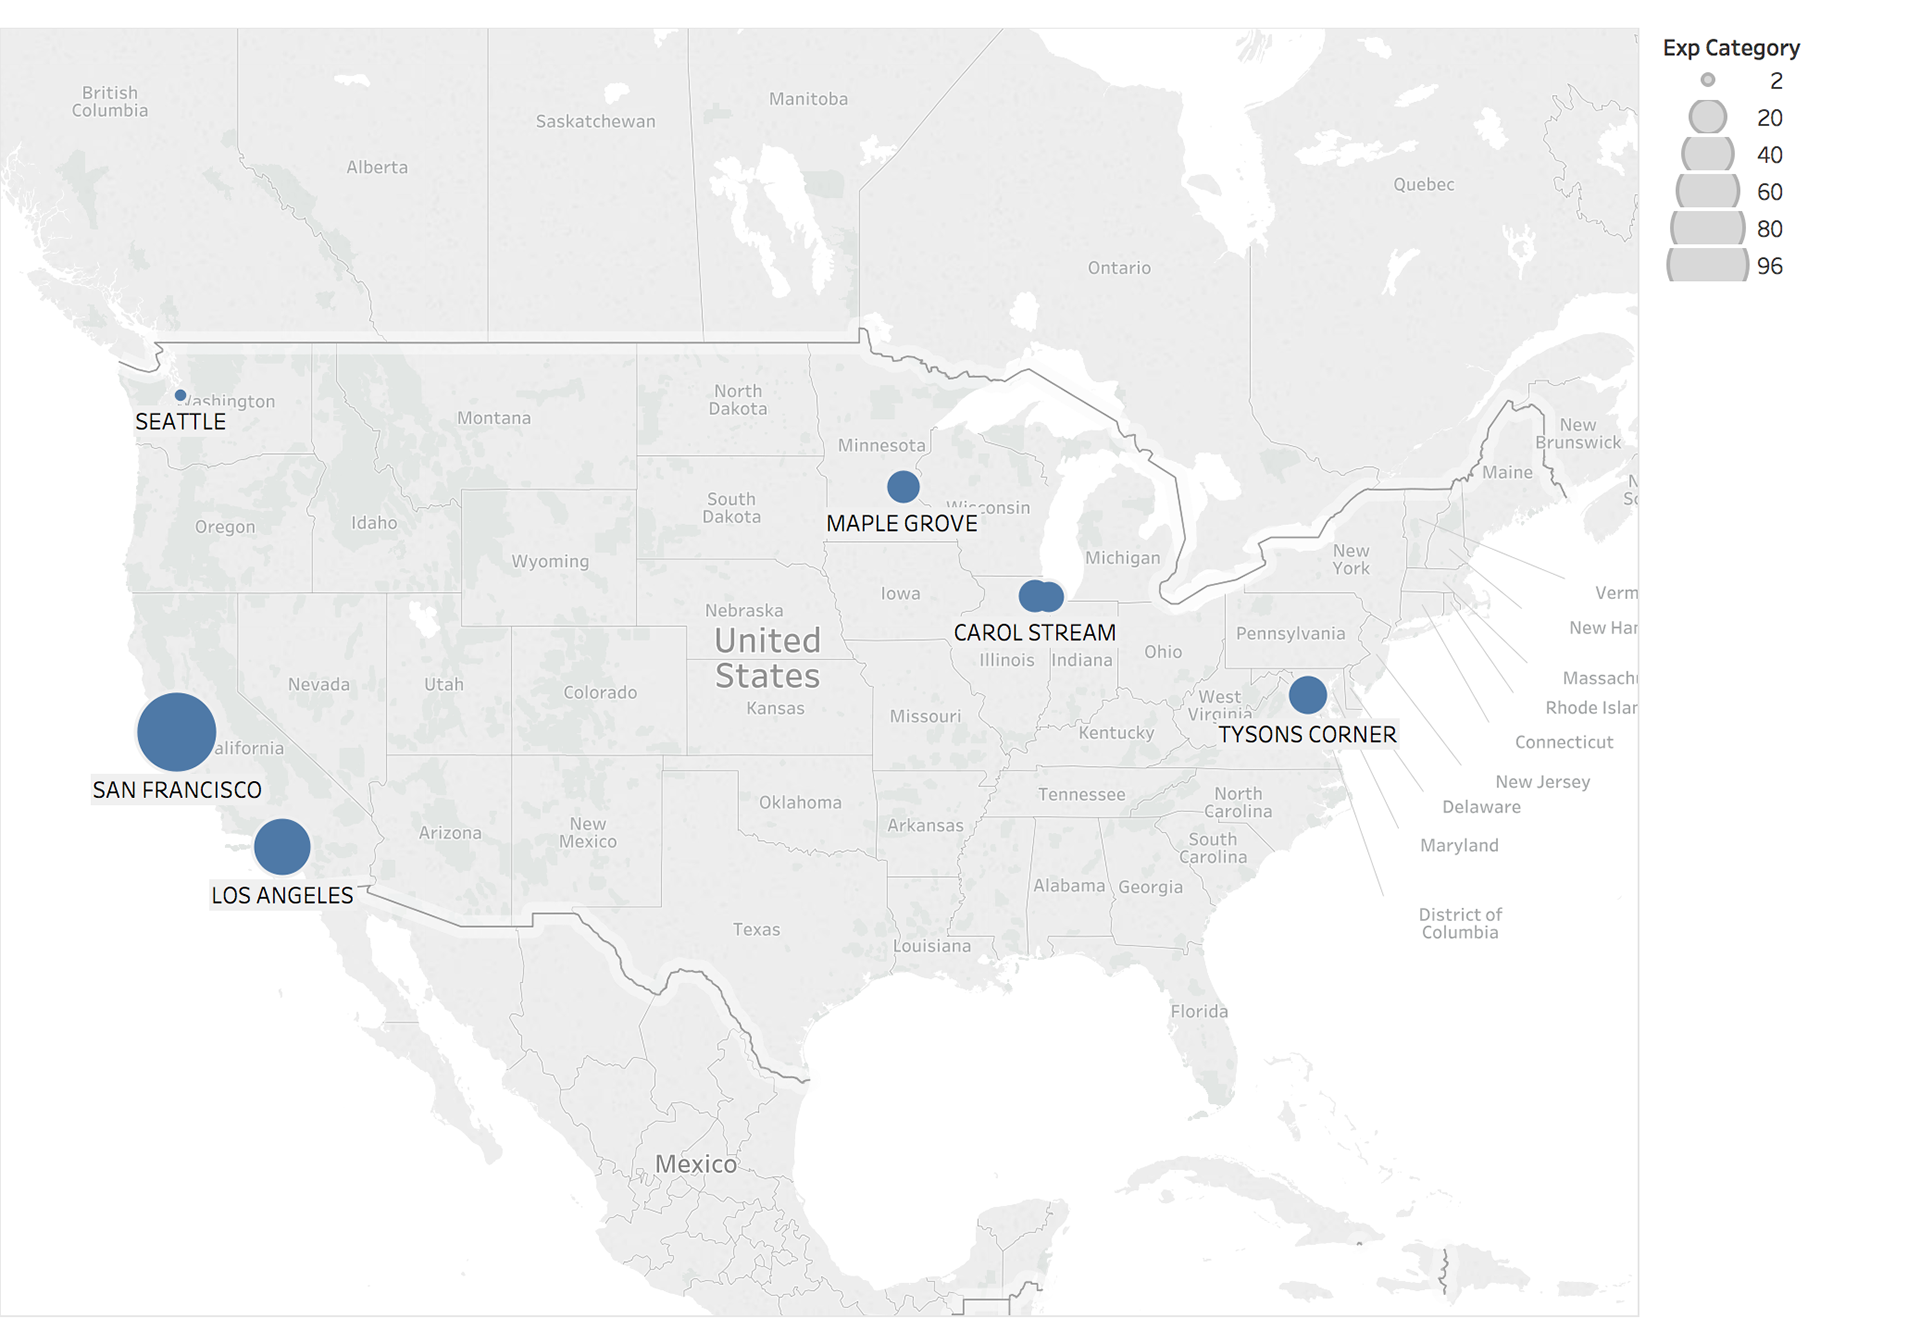 Exp Category
2
20
40
60
80
96
British
Columbia
Alberta
Saskatchewan
Manitoba
Ontario
Quebec
Washington
SEATTLE
Montana
North
Dakota
Minnesota
New
Brunswick
Maine
Oregon
Idaho
South
Dakota
Wisconsin
MAPLE GROVE
Wyoming
Michigan
New
York
Iowa
Nebraska
Verm
New Har
CAROL STREAM
United
States
Illinois
Indiana
Ohio
Pennsylvania
Massach
Nevada
Utah
Colorado
Kansas
Missouri
West
Virginia
Rhode Islar
TYSONS CORNER
Kentucky
Connecticut
California
SAN FRANCISCO
New Jersey
Delaware
Oklahoma
Tennessee
North
Carolina
Arizona
New
Mexico
Arkansas
South
Carolina
Maryland
LOS ANGELES
Alabama
Georgia
Texas
Louisiana
District of
Columbia
Florida
Mexico